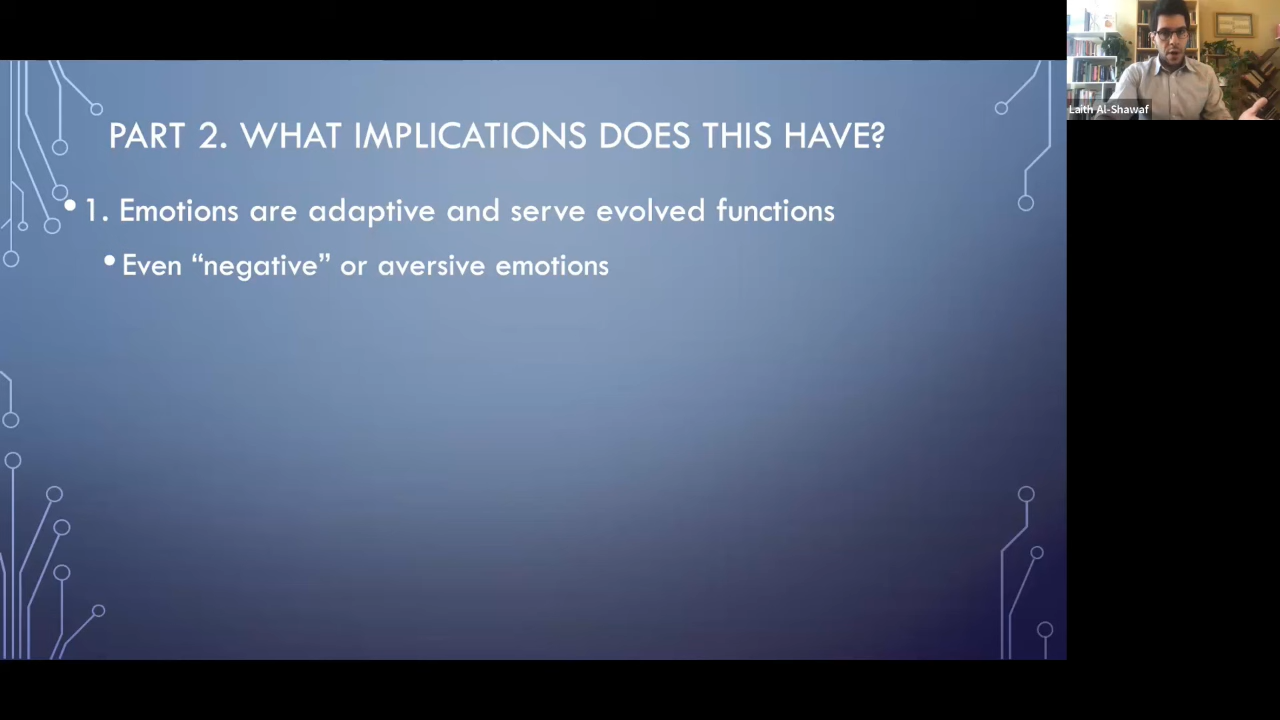 PART 2. WHAT IMPLICATIONS DOES THIS HAVE?
• 1. Emotions are adaptive and serve evolved functions
• Even “negative” or aversive emotions
Laith Al-Shawaf